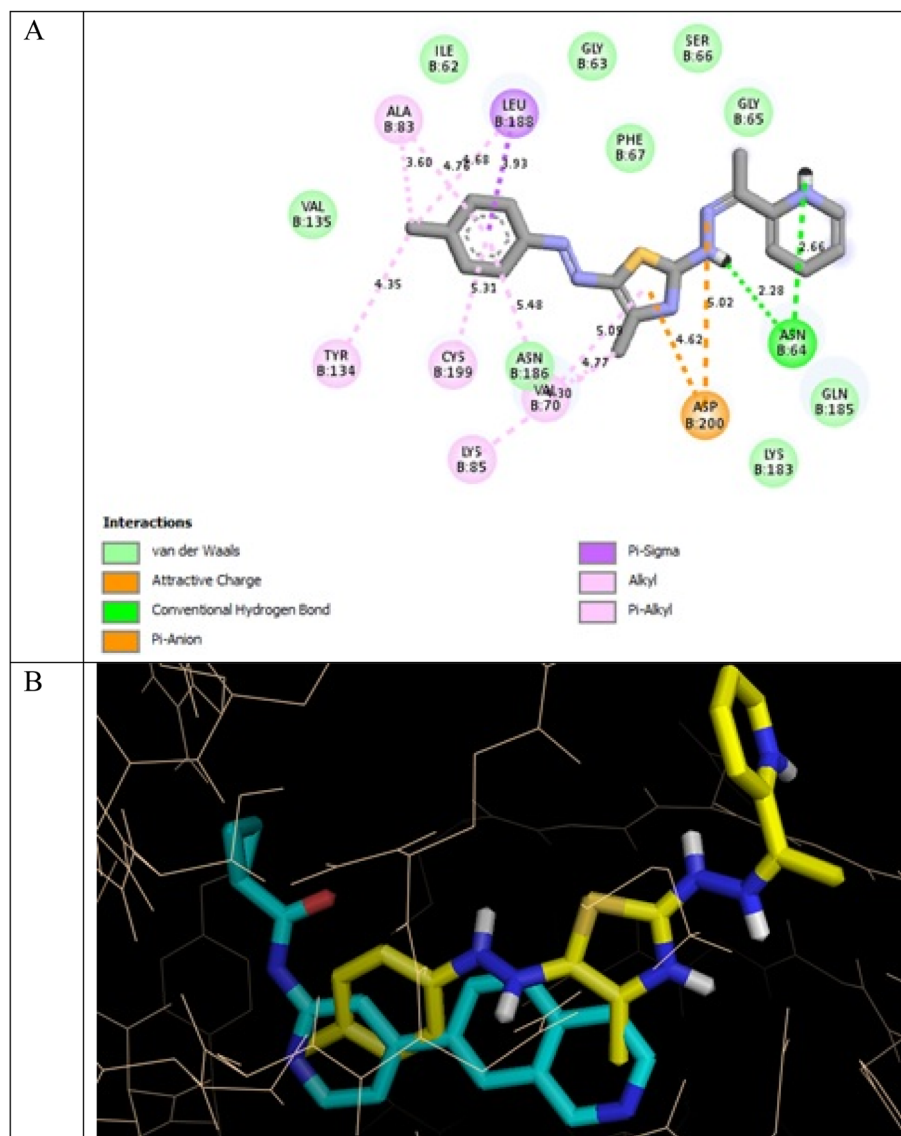 A
ILE
B:62
GLY
B:63
SER
B:66
ALA
B:83
LEU
B:188
GLY
B:65
PHE
B:67
3.60
4.76
4.68
3.93
VAL
B:135
2.66
4.35
5.31
5.48
5.09
4.62
5.02
2.28
ASN
B:64
TYR
B:134
CYS
B:199
ASN
B:186
4.77
VAL
B:70
4.30
ASP
B:200
GLN
B:185
LYS
B:85
LYS
B:183
Interactions
van der Waals
Attractive Charge
Conventional Hydrogen Bond
Pi-Anion
Pi-Sigma
Alkyl
Pi-Alkyl
B